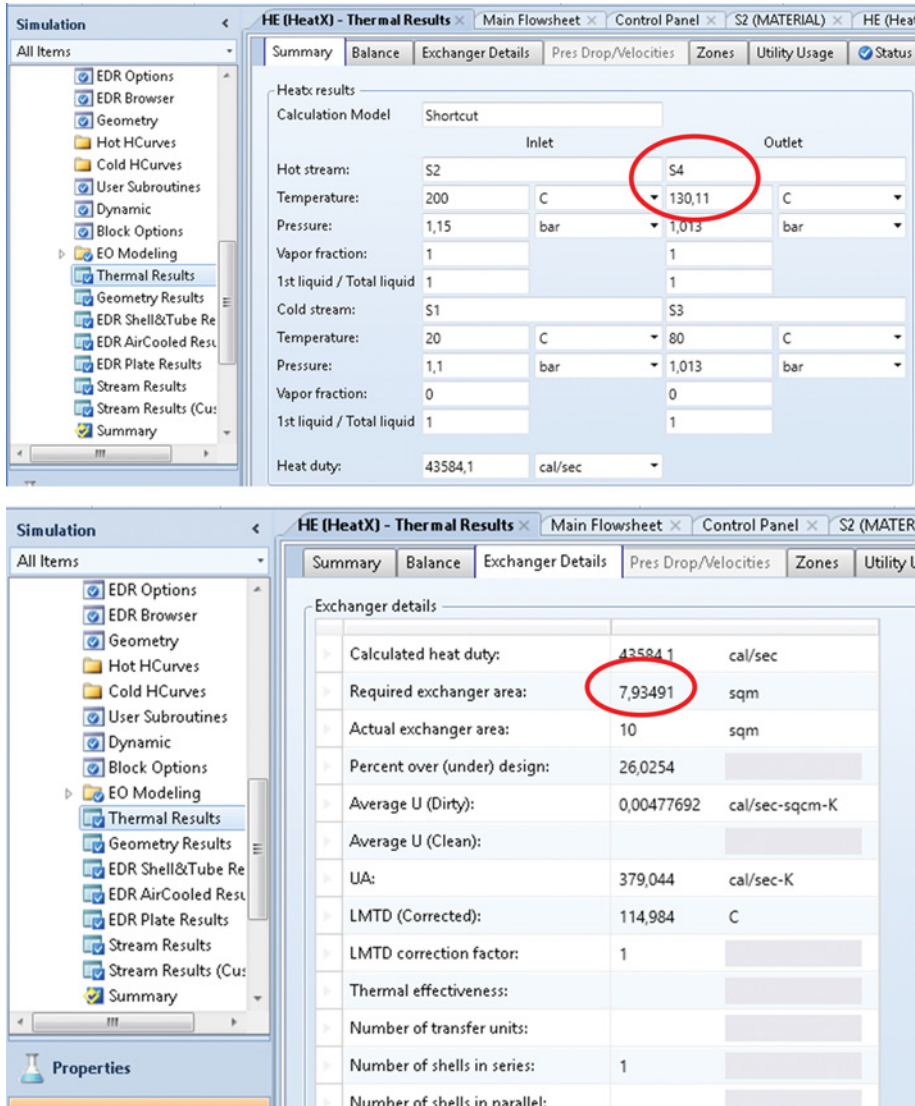 Simulation <
All Items
EDR Options
EDR Browser
Geometry
Hot HCurves
Cold HCurves
User Subroutines
Dynamic
Block Options
EO Modeling
Thermal Results
Geometry Results
EDR Shell&Tube Re
EDR AirCooled Resu
EDR Plate Results
Stream Results
Stream Results (Cus
Summary
HE (HeatX) - Thermal Results × Main Flowsheet × Control Panel × S2 (MATERIAL) × HE (Heat
Summary Balance Exchanger Details Pres Drop/Velocities Zones Utility Usage Status
Heatx results
Calculation Model Shortcut
Inlet Outlet
Hot stream: S2 S4
Temperature: 200 C 130,11 C
Pressure: 1,15 bar 1,013 bar
Vapor fraction: 1 1
1st liquid / Total liquid 1 1
Cold stream: S1 S3
Temperature: 20 C 80 C
Pressure: 1,1 bar 1,013 bar
Vapor fraction: 0 0
1st liquid / Total liquid 1 1
Heat duty: 43584,1 cal/sec
Simulation <
All Items
EDR Options
EDR Browser
Geometry
Hot HCurves
Cold HCurves
User Subroutines
Dynamic
Block Options
EO Modeling
Thermal Results
Geometry Results
EDR Shell&Tube Re
EDR AirCooled Resu
EDR Plate Results
Stream Results
Stream Results (Cus
Summary
Properties
HE (HeatX) - Thermal Results × Main Flowsheet × Control Panel × S2 (MATER
Summary Balance Exchanger Details Pres Drop/Velocities Zones Utility U
Exchanger details
Calculated heat duty: 43584,1 cal/sec
Required exchanger area: 7,93491 sqm
Actual exchanger area: 10 sqm
Percent over (under) design: 26,0254
Average U (Dirty): 0,00477692 cal/sec-sqcm-K
Average U (Clean):
UA: 379,044 cal/sec-K
LMTD (Corrected): 114,984 C
LMTD correction factor: 1
Thermal effectiveness:
Number of transfer units:
Number of shells in series: 1
Number of shells in parallel: